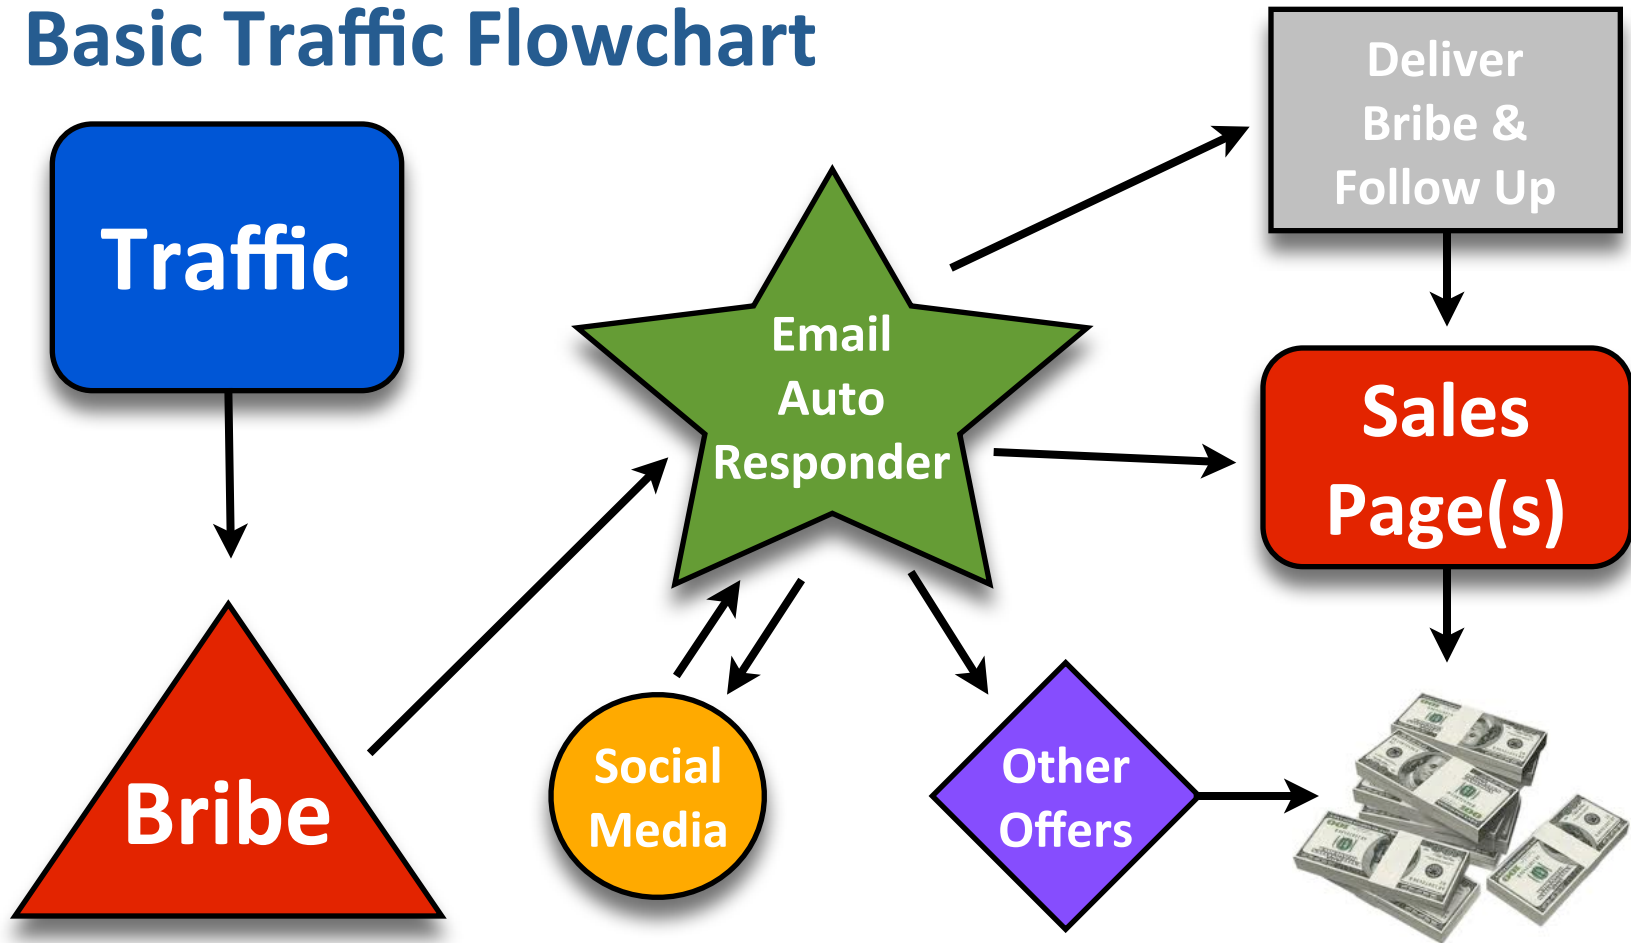 Basic Traffic Flowchart
Traffic
Bribe
Email
Auto
Responder
Social
Media
Other
Offers
Deliver
Bribe &
Follow Up
Sales
Page(s)